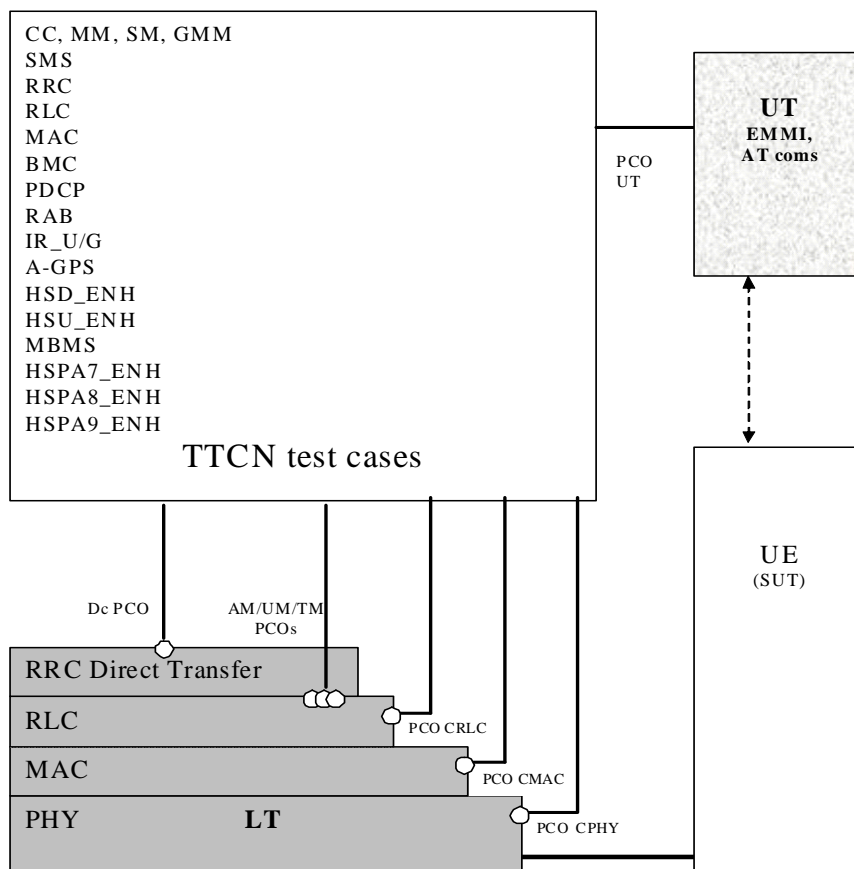 CC, MM, SM, GMM
SMS
RRC
RLC
MAC
BMC
PDCP
RAB
IR_U/G
A-GPS
HSD_ENH
HSU_ENH
MBMS
HSPA7_ENH
HSPA8_ENH
HSPA9_ENH
TTCN test cases
PCO
UT
UT
EMMI,
AT coms
UE
(SUT)
Dc PCO
AM/UM/TM
PCOs
RRC Direct Transfer
RLC
PCO CRLC
MAC
PCO CMAC
PHY
LT
PCO CPHY